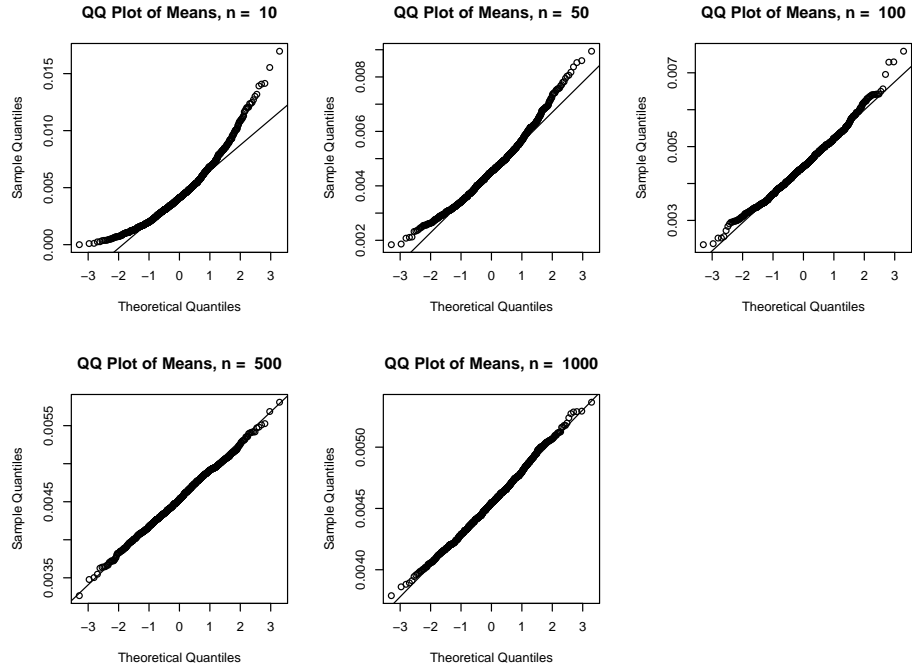 QQ Plot of Means, n =  10
Sample Quantiles
0.000 0.005 0.010 0.015
−3 −2 −1 0 1 2 3
Theoretical Quantiles
QQ Plot of Means, n =  50
Sample Quantiles
0.002 0.004 0.006 0.008
−3 −2 −1 0 1 2 3
Theoretical Quantiles
QQ Plot of Means, n =  100
Sample Quantiles
0.003 0.005 0.007
−3 −2 −1 0 1 2 3
Theoretical Quantiles
QQ Plot of Means, n =  500
Sample Quantiles
0.0035 0.0045 0.0055
−3 −2 −1 0 1 2 3
Theoretical Quantiles
QQ Plot of Means, n =  1000
Sample Quantiles
0.0040 0.0045 0.0050
−3 −2 −1 0 1 2 3
Theoretical Quantiles